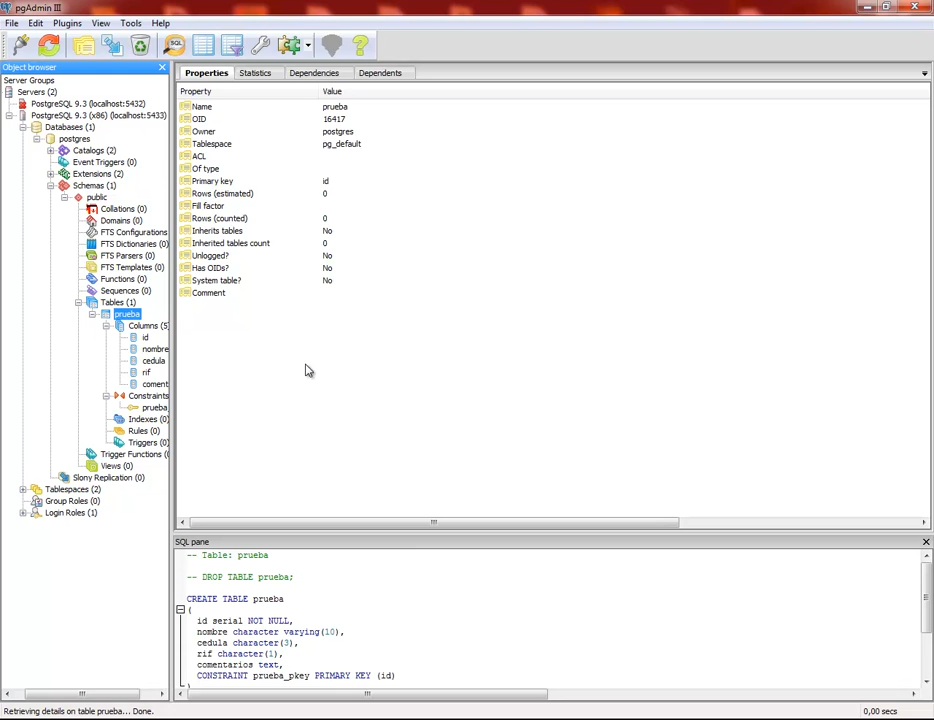 pgAdmin III
File Edit Plugins View Tools Help
Object browser
Server Groups
Servers (2)
PostgreSQL 9.3 (localhost:5432)
PostgreSQL 9.3 (x86) (localhost:5433)
Databases (1)
postgres
Catalogs (2)
Event Triggers (0)
Extensions (2)
Schemas (1)
public
Collations (0)
Domains (0)
FTS Configurations
FTS Dictionaries (0)
FTS Parsers (0)
FTS Templates (0)
Functions (0)
Sequences (0)
Tables (1)
prueba
Columns (5)
id
nombre
cedula
rif
coment
Constraints
prueba_
Indexes (0)
Rules (0)
Triggers (0)
Trigger Functions (
Views (0)
Slony Replication (0)
Tablespaces (2)
Group Roles (0)
Login Roles (1)
Properties Statistics Dependencies Dependents
Property Value
Name prueba
OID 16417
Owner postgres
Tablespace pg_default
ACL
Of type
Primary key id
Rows (estimated) 0
Fill factor
Rows (counted) 0
Inherits tables No
Inherited tables count 0
Unlogged? No
Has OIDs? No
System table? No
Comment
SQL pane
-- Table: prueba
-- DROP TABLE prueba;
CREATE TABLE prueba
(
id serial NOT NULL,
nombre character varying(10),
cedula character(3),
rif character(1),
comentarios text,
CONSTRAINT prueba_pkey PRIMARY KEY (id)
Retrieving details on table prueba... Done.
0,00 secs